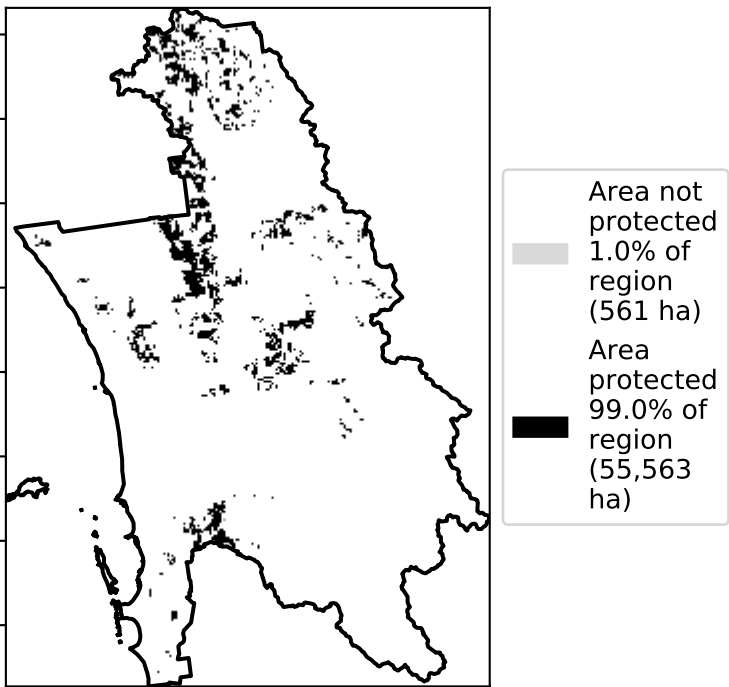 Area not
protected
1.0% of
region
(561 ha)
Area
protected
99.0% of
region
(55,563
ha)